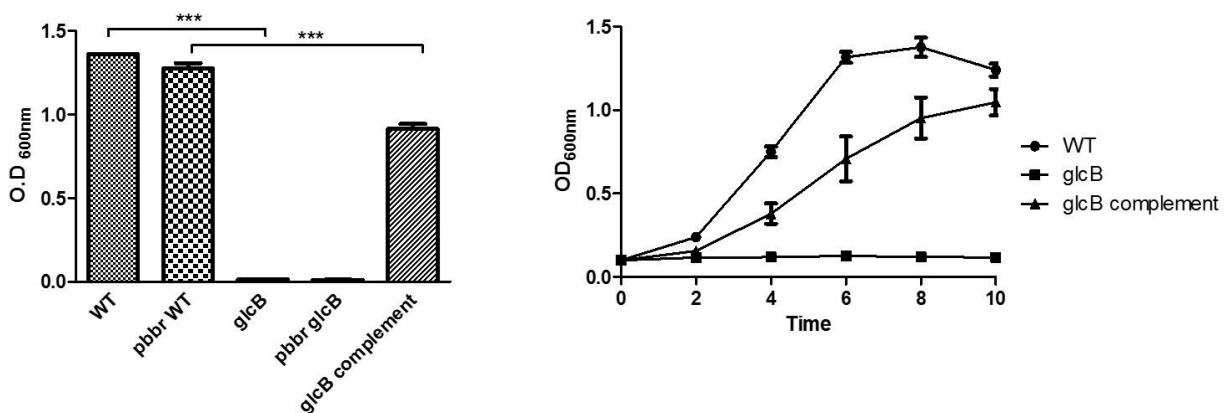 ***
***
1.5
1.0
0.5
0.0
O.D 600nm
WT
pbbr WT
glcB
pbbr glcB
glcB complement
1.5
1.0
0.5
0.0
OD600nm
0 2 4 6 8 10
Time
WT
glcB
glcB complement